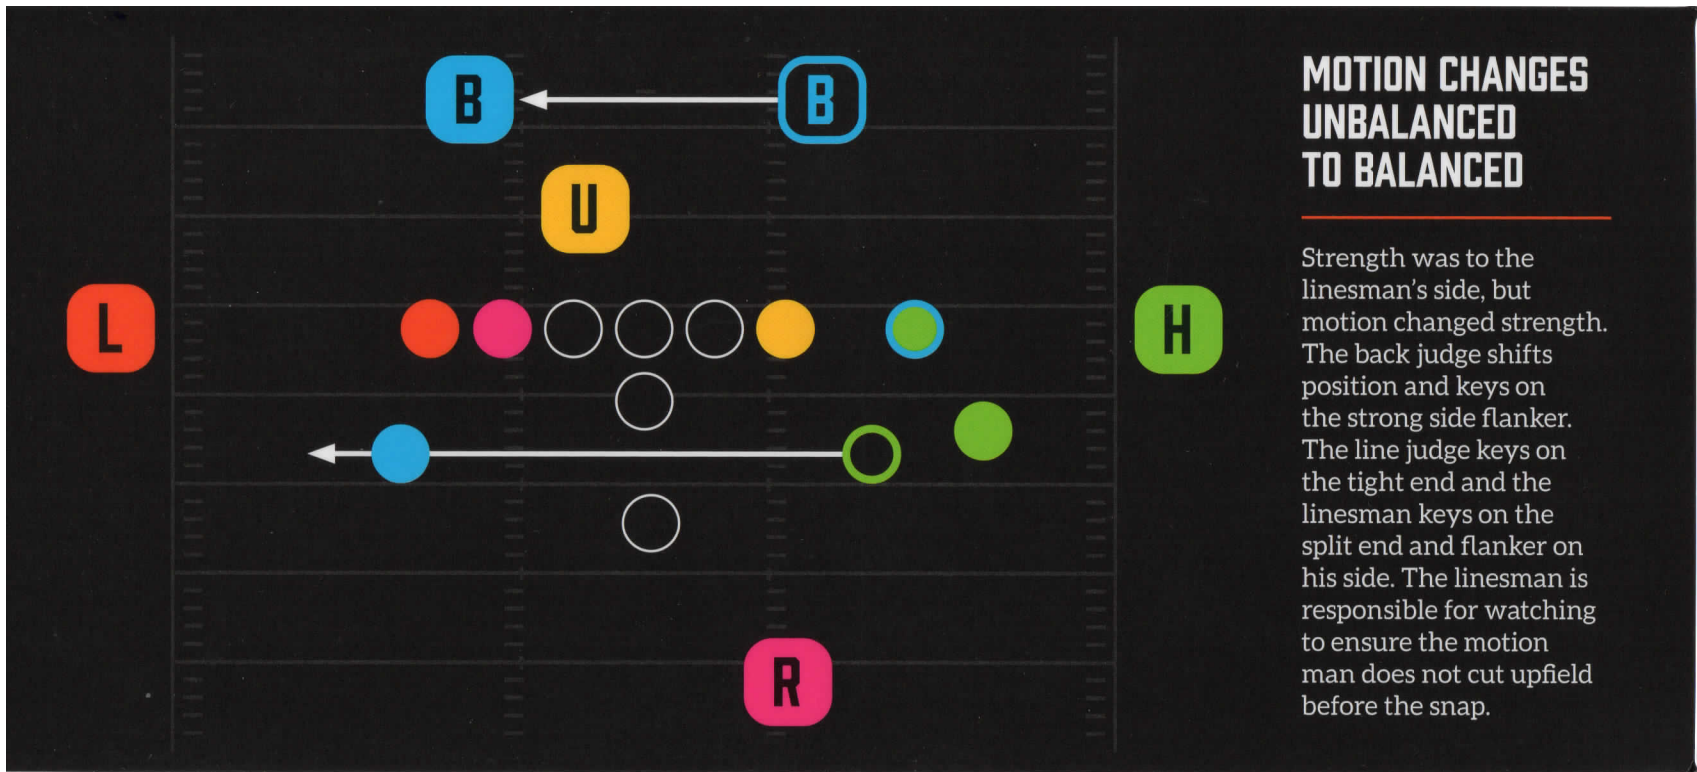 B
B
U
L
H
R
MOTION CHANGES
UNBALANCED
TO BALANCED
Strength was to the
linesman's side, but
motion changed strength.
The back judge shifts
position and keys on
the strong side flanker.
The line judge keys on
the tight end and the
linesman keys on the
split end and flanker on
his side. The linesman is
responsible for watching
to ensure the motion
man does not cut upfield
before the snap.